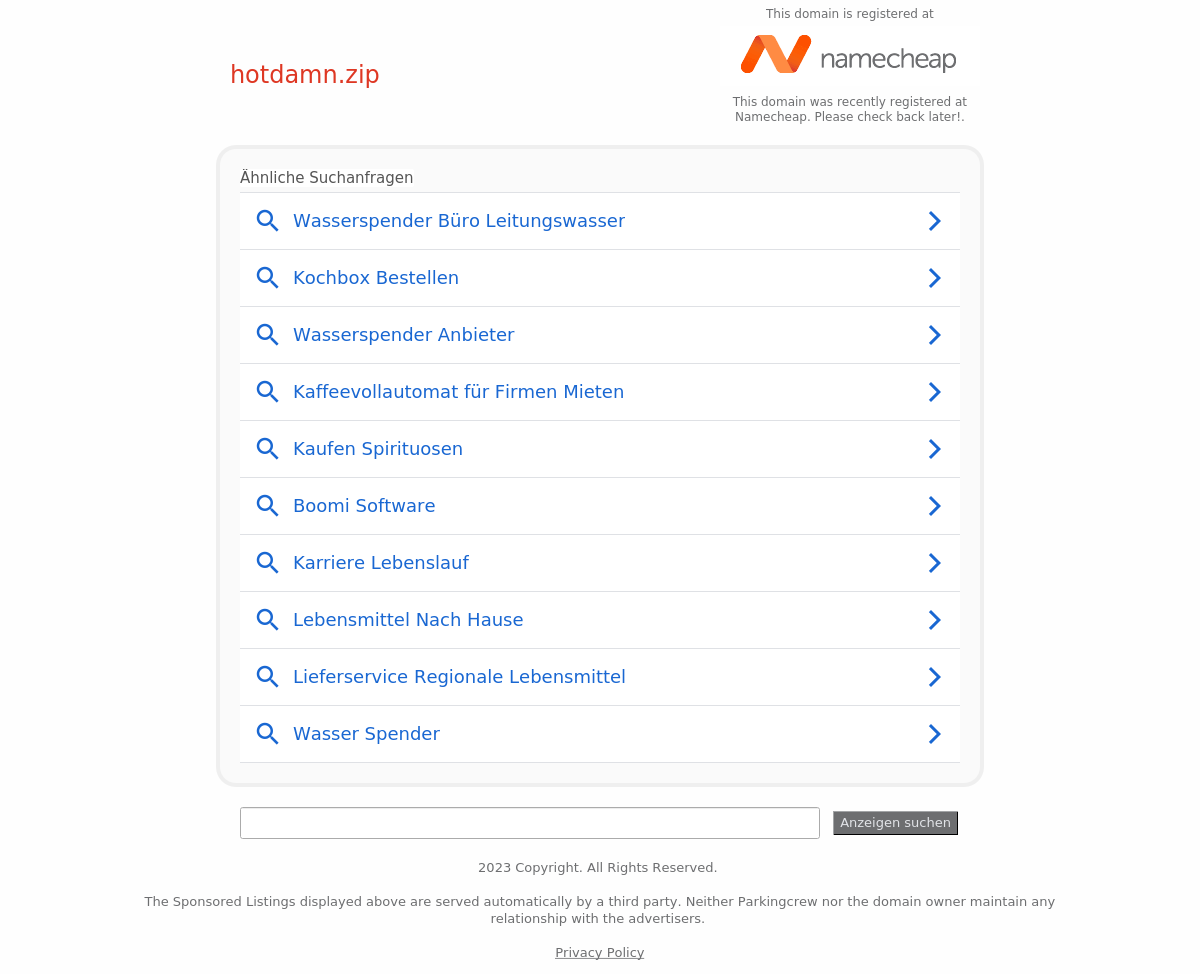 This domain is registered at
namecheap
hotdamn.zip
This domain was recently registered at
Namecheap. Please check back later!.
Ähnliche Suchanfragen
Wasserspender Büro Leitungswasser
Kochbox Bestellen
Wasserspender Anbieter
Kaffeevollautomat für Firmen Mieten
Kaufen Spirituosen
Boomi Software
Karriere Lebenslauf
Lebensmittel Nach Hause
Lieferservice Regionale Lebensmittel
Wasser Spender
Anzeigen suchen
2023 Copyright. All Rights Reserved.
The Sponsored Listings displayed above are served automatically by a third party. Neither Parkingcrew nor the domain owner maintain any
relationship with the advertisers.
Privacy Policy